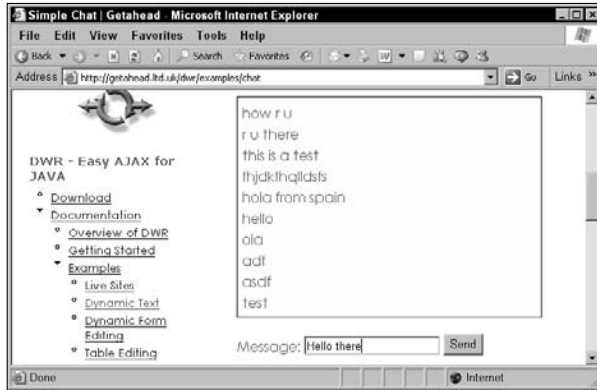 Simple Chat | Getahead - Microsoft Internet Explorer
File Edit View Favorites Tools Help
Back Search Favorites
Address http://getahead.ltd.uk/dwr/examples/chat Go Links »
DWR - Easy AJAX for
JAVA
Download
Documentation
Overview of DWR
Getting Started
Examples
Live Sites
Dynamic Text
Dynamic Form
Editing
Table Editing
how r u
r u there
this is a test
hola from spain
hello
ola
adf
asdf
test
Message: Hello there Send
Done Internet